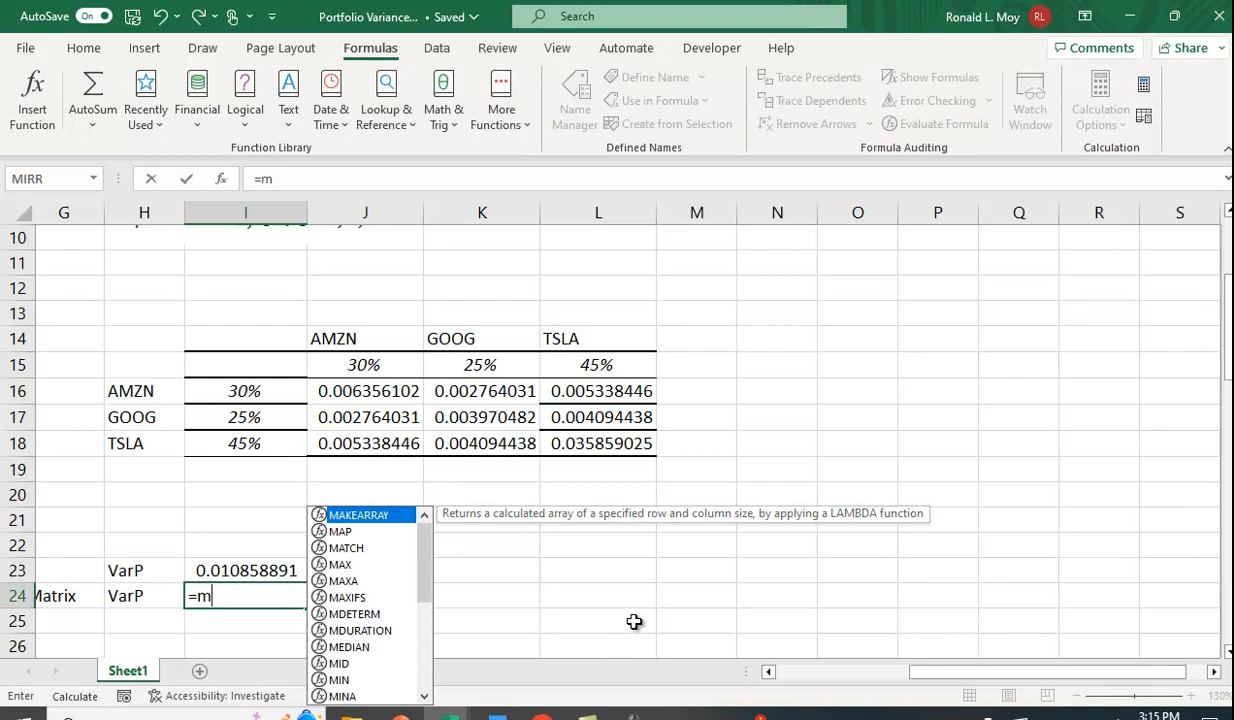 AutoSave On Portfolio Variance... • Saved Search Ronald L. Moy RL
File Home Insert Draw Page Layout Formulas Data Review View Automate Developer Help Comments Share
Insert Function AutoSum Recently Used Financial Logical Text Date & Time Lookup & Reference Math & Trig More Functions
Name Manager Define Name Use in Formula Create from Selection
Trace Precedents Trace Dependents Remove Arrows Show Formulas Error Checking Evaluate Formula Watch Window Calculation Options
Function Library Defined Names Formula Auditing Calculation
MIRR fx =m
G H I J K L M N O P Q R S
10
11
12
13
14 AMZN GOOG TSLA
15 30% 25% 45%
16 AMZN 30% 0.006356102 0.002764031 0.005338446
17 GOOG 25% 0.002764031 0.003970482 0.004094438
18 TSLA 45% 0.005338446 0.004094438 0.035859025
19
20
21
22
23 VarP 0.010858891
24 Matrix VarP =m
25
26
MAKEARRAY Returns a calculated array of a specified row and column size, by applying a LAMBDA function
MAP
MATCH
MAX
MAXA
MAXIFS
MDETERM
MDURATION
MEDIAN
MID
MIN
MINA
Sheet1
Enter Calculate Accessibility: Investigate 130%
3:15 PM